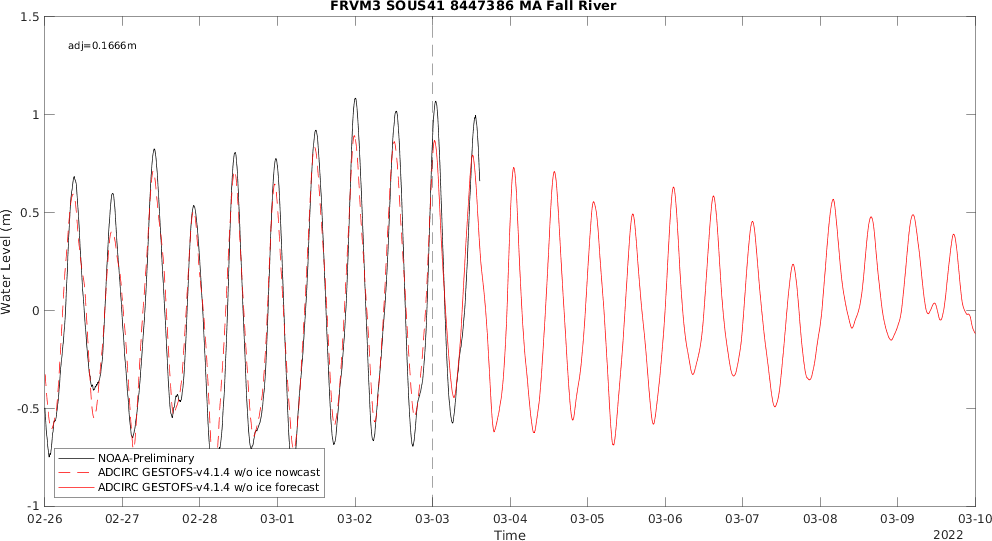 FRVM3 SOUS41 8447386 MA Fall River
adj=0.1666m
1.5
1
0.5
0
-0.5
-1
Water Level (m)
NOAA-Preliminary
ADCIRC GESTOFS-v4.1.4 w/o ice nowcast
ADCIRC GESTOFS-v4.1.4 w/o ice forecast
02-26 02-27 02-28 03-01 03-02 03-03 03-04 03-05 03-06 03-07 03-08 03-09 03-10
Time
2022